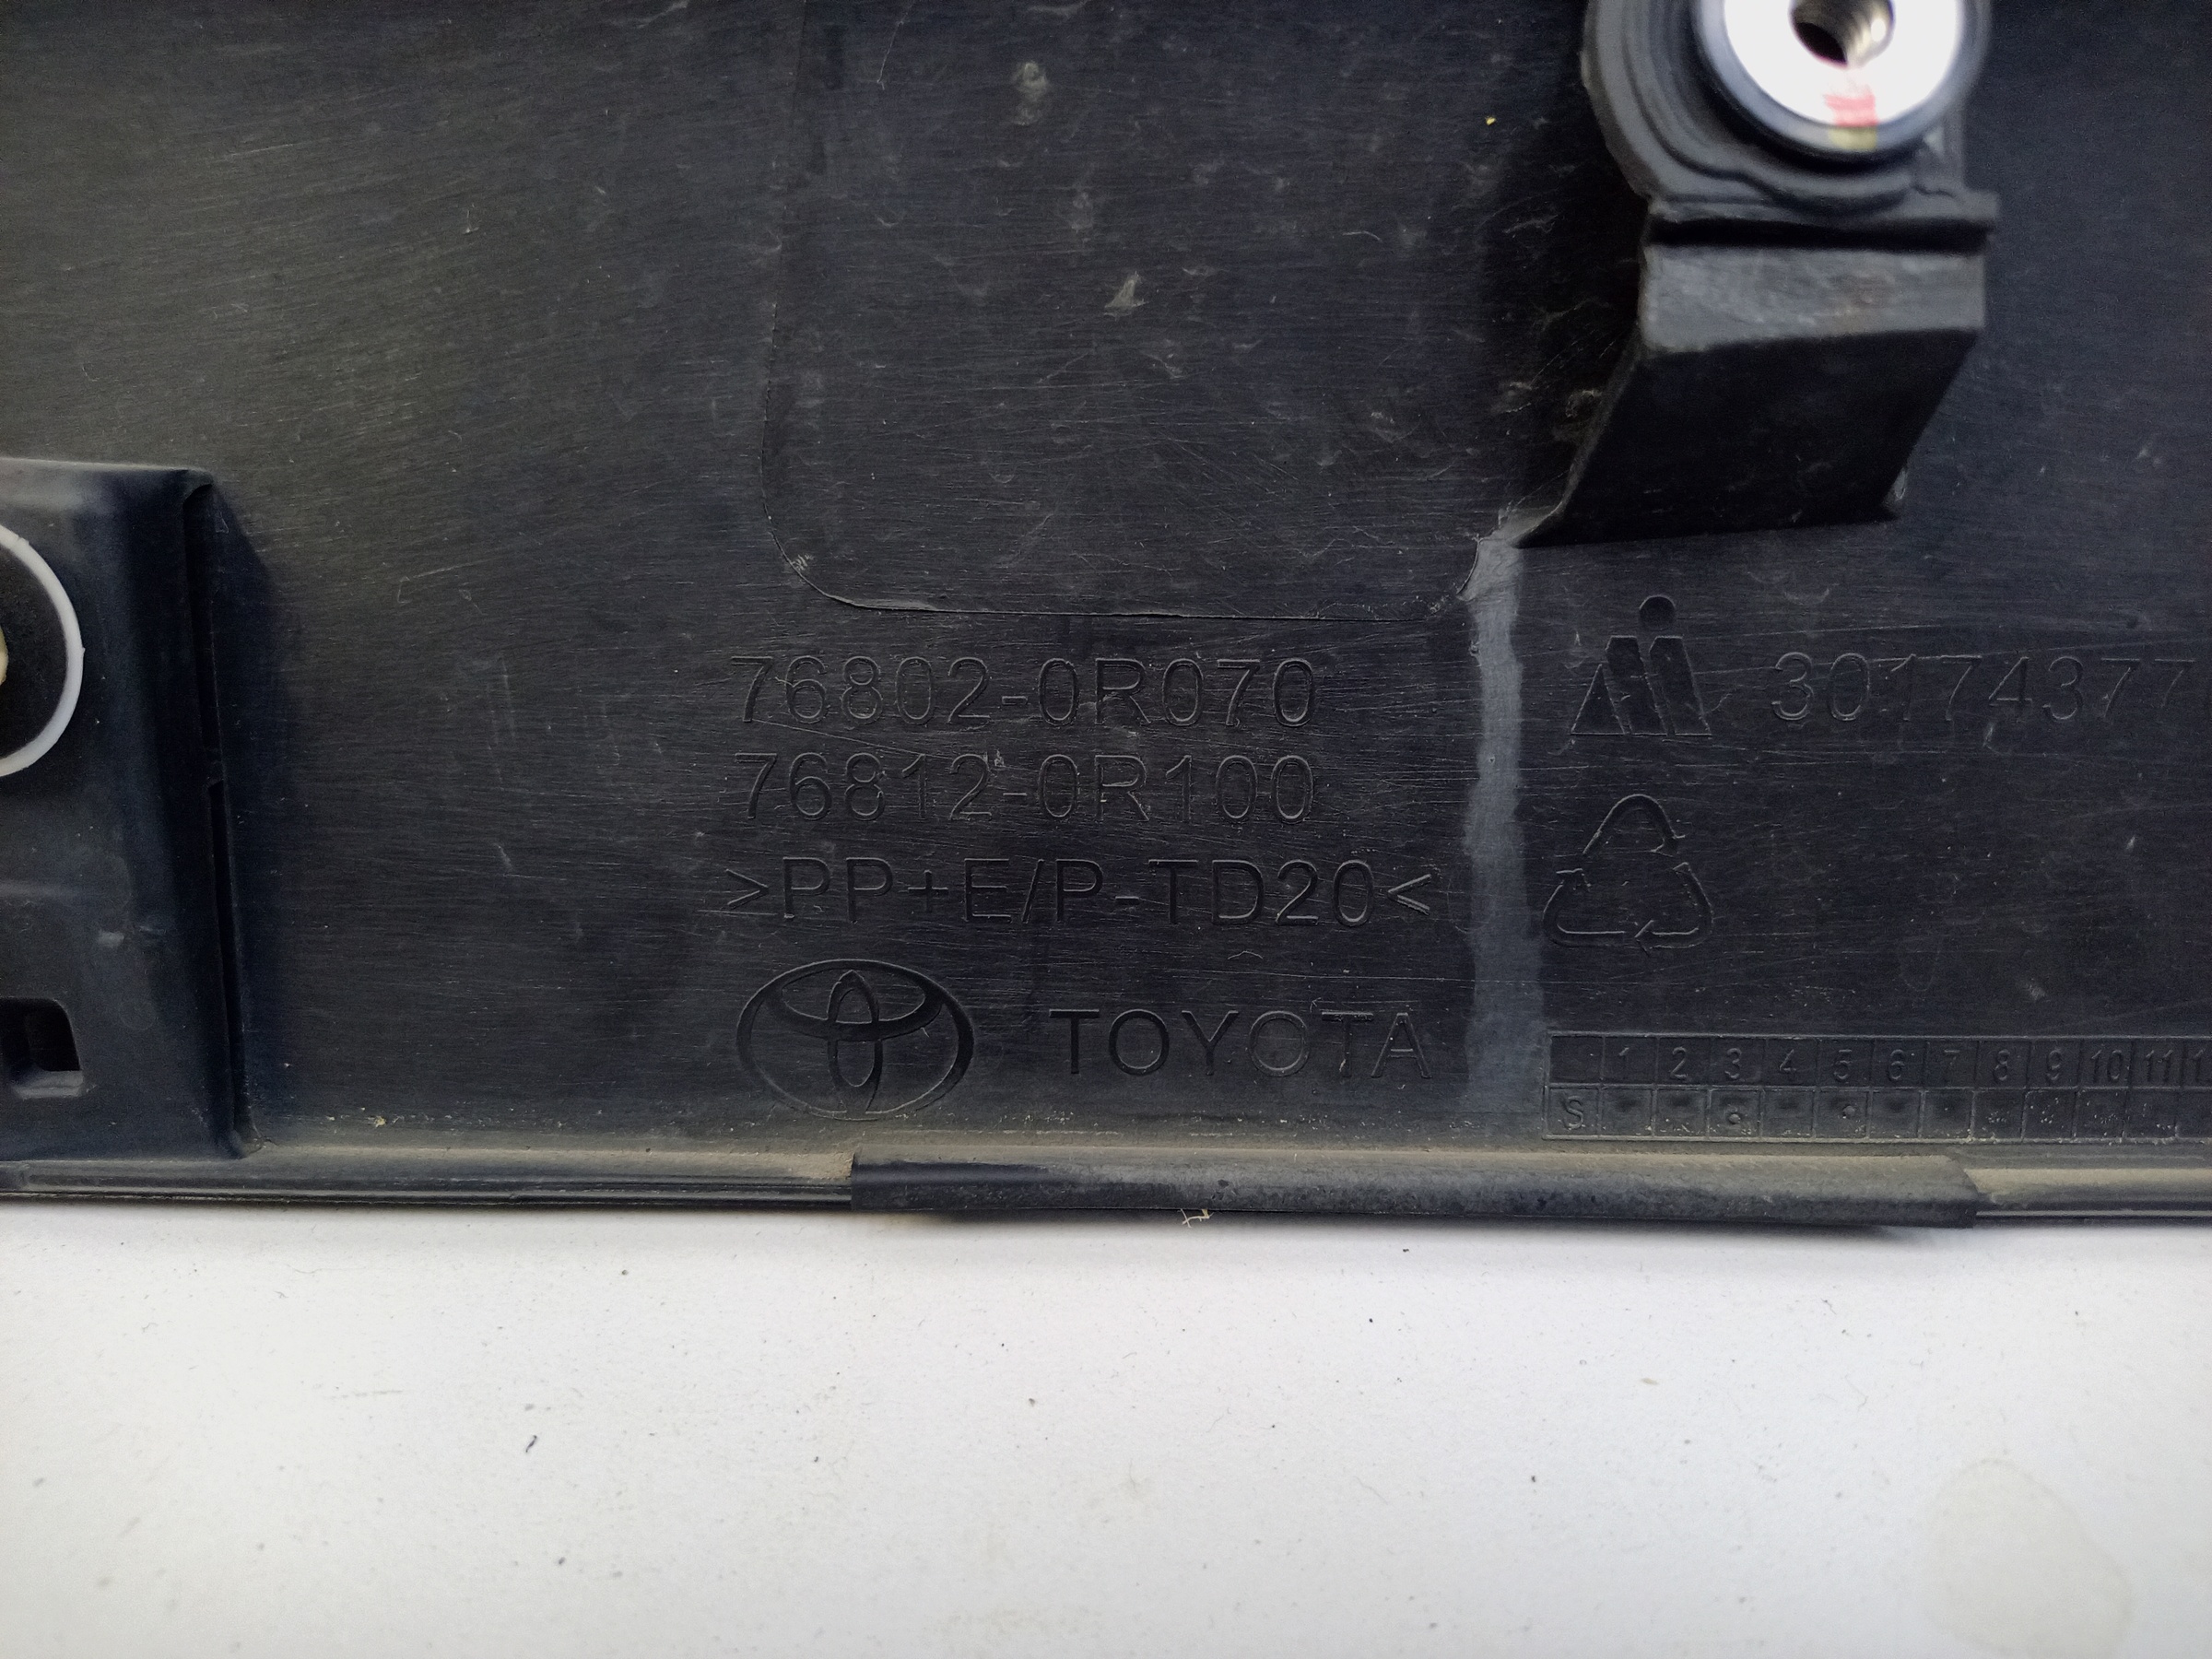 76802-0R070
76812-0R100
>PP+E/P-TD20<
TOYOTA
30174377
1 2 3 4 5 6 7 8 9 10 11
S